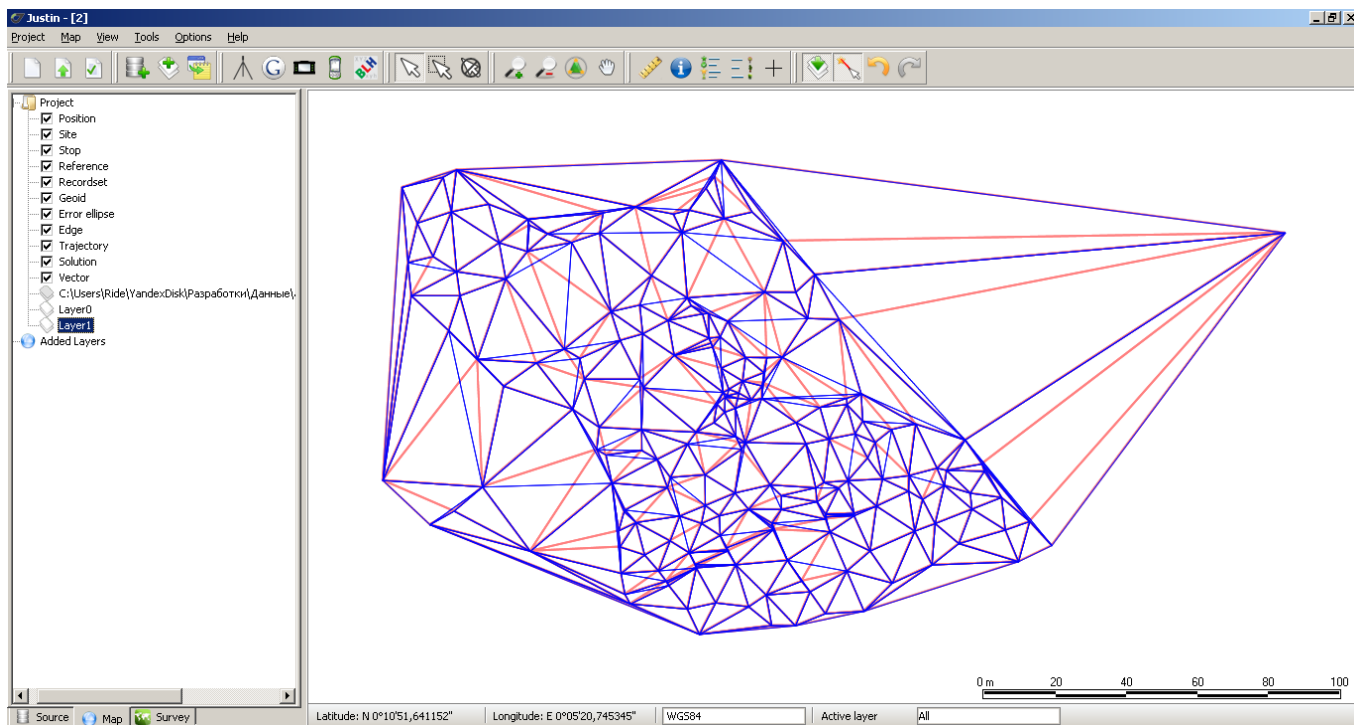 Justin - [2]
Project Map View Tools Options Help
G BLH
Project
Position
Site
Stop
Reference
Recordset
Geoid
Error ellipse
Edge
Trajectory
Solution
Vector
C:\Users\Ride\YandexDisk\Разработки\Данные\
Layer0
Layer1
Added Layers
0 m 20 40 60 80 100
Source Map Survey
Latitude: N 0°10'51,641152" Longitude: E 0°05'20,745345" WGS84 Active layer All